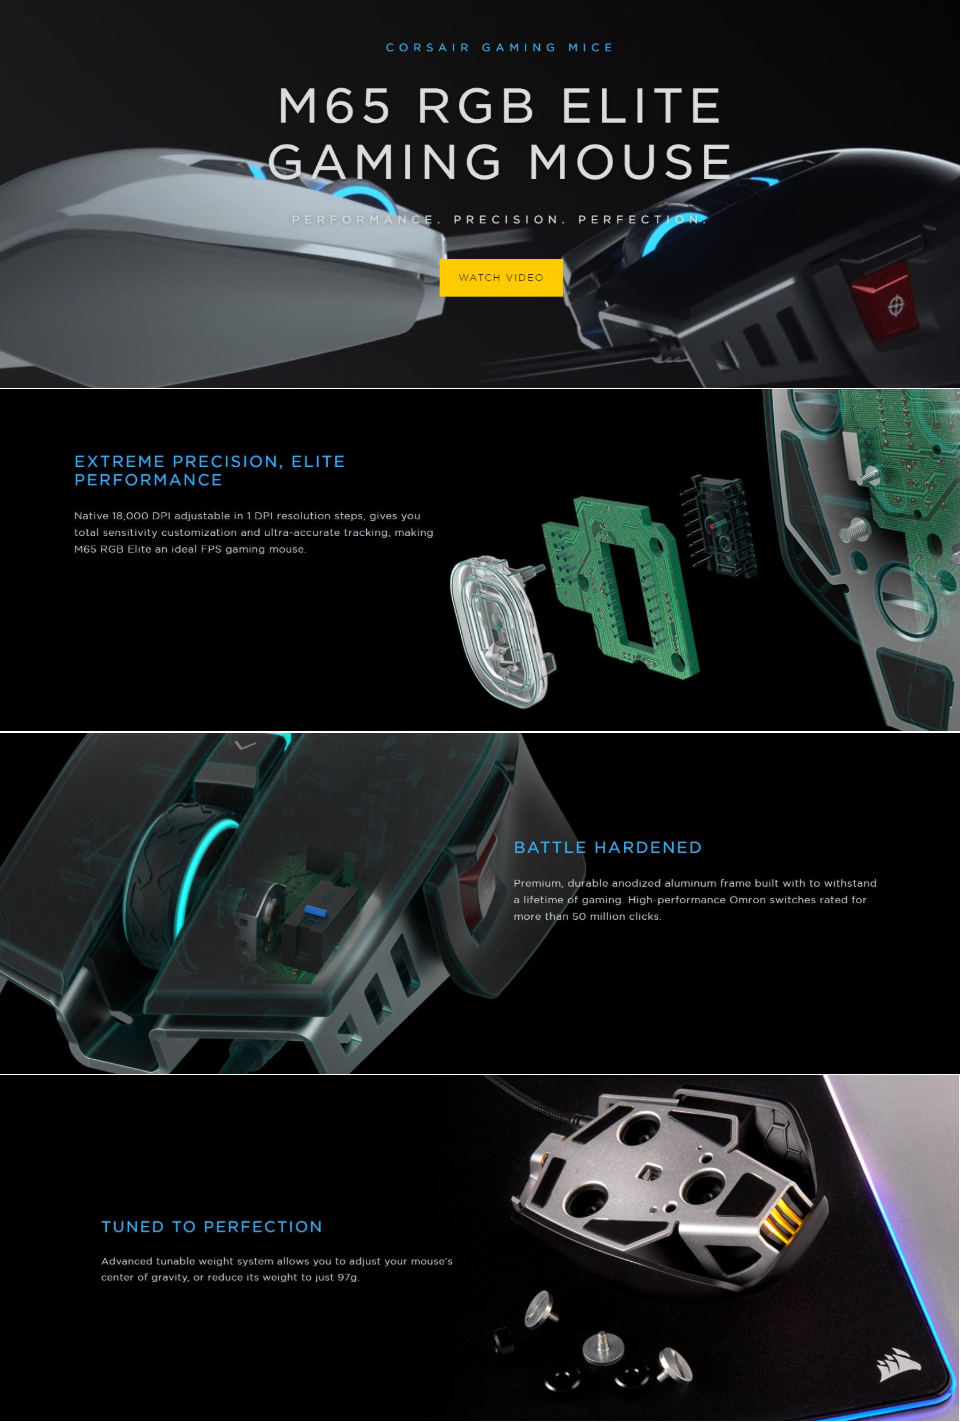 CORSAIR GAMING MICE
M65 RGB ELITE
GAMING MOUSE
PERFORMANCE. PRECISION. PERFECTION.
WATCH VIDEO
EXTREME PRECISION, ELITE
PERFORMANCE
Native 18,000 DPI adjustable in 1 DPI resolution steps, gives you
total sensitivity customization and ultra-accurate tracking, making
M65 RGB Elite an ideal FPS gaming mouse.
BATTLE HARDENED
Premium, durable anodized aluminum frame built with to withstand
a lifetime of gaming. High-performance Omron switches rated for
more than 50 million clicks.
TUNED TO PERFECTION
Advanced tunable weight system allows you to adjust your mouse's
center of gravity, or reduce its weight to just 97g.